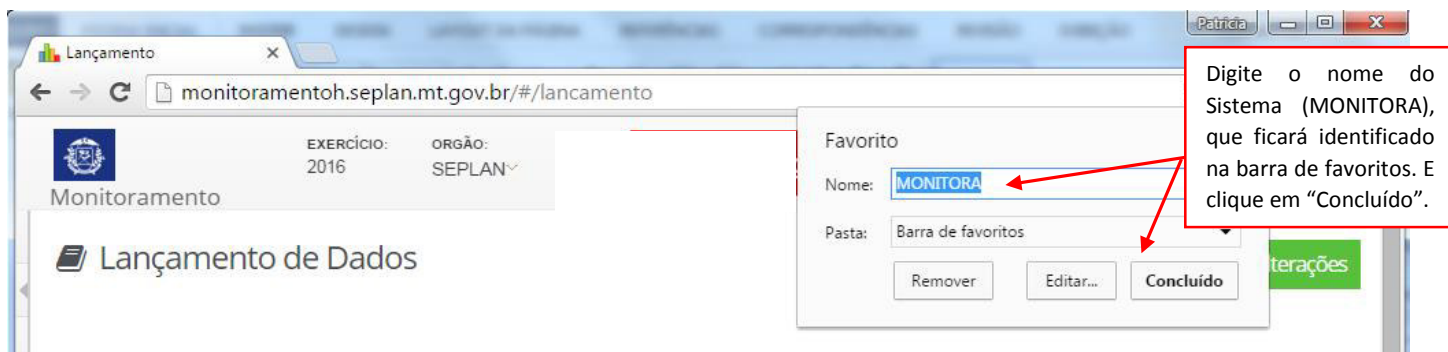 Patricia
Lançamento
monitoramentoh.seplan.mt.gov.br/#/lancamento
EXERCÍCIO:
2016
ORGÃO:
SEPLAN
Monitoramento
Lançamento de Dados
Favorito
Nome: MONITORA
Pasta: Barra de favoritos
Remover Editar... Concluído
Digite o nome do
Sistema (MONITORA),
que ficará identificado
na barra de favoritos. E
clique em “Concluído”.
lterações